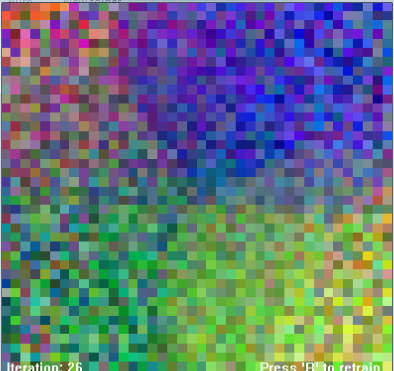 Iteration: 26
Press 'R' to retrain